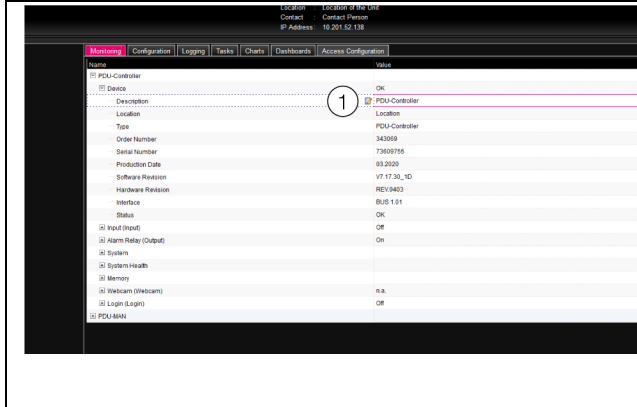 Location : Location of the Unit
Contact : Contact Person
IP Address : 10.201.52.138
Monitoring Configuration Logging Tasks Charts Dashboards Access Configuration
Name Value
PDU-Controller
Device OK
Description 1 PDU-Controller
Location Location
Type PDU-Controller
Order Number 343069
Serial Number 73609755
Production Date 03.2020
Software Revision V7.17.30_1D
Hardware Revision REV.0403
Interface BUS 1.01
Status OK
Input (Input) Off
Alarm Relay (Output) On
System
System Health
Memory
Webcam (Webcam) n.a.
Login (Login) Off
PDU-MAN